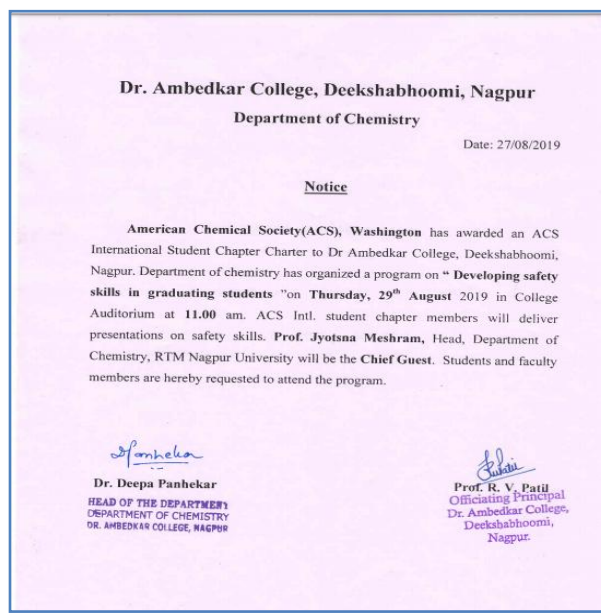 Dr. Ambedkar College, Deekshabhoomi, Nagpur
Department of Chemistry
Date: 27/08/2019
Notice
American Chemical Society(ACS), Washington has awarded an ACS
International Student Chapter Charter to Dr Ambedkar College, Deekshabhoomi,
Nagpur. Department of chemistry has organized a program on “ Developing safety
skills in graduating students ”on Thursday, 29th August 2019 in College
Auditorium at 11.00 am. ACS Intl. student chapter members will deliver
presentations on safety skills. Prof. Jyotsna Meshram, Head, Department of
Chemistry, RTM Nagpur University will be the Chief Guest. Students and faculty
members are hereby requested to attend the program.
DPanhekar
Dr. Deepa Panhekar
HEAD OF THE DEPARTMENT
DEPARTMENT OF CHEMISTRY
DR. AMBEDKAR COLLEGE, NAGPUR
Prof. R. V. Patil
Officiating Principal
Dr. Ambedkar College,
Deekshabhoomi,
Nagpur.